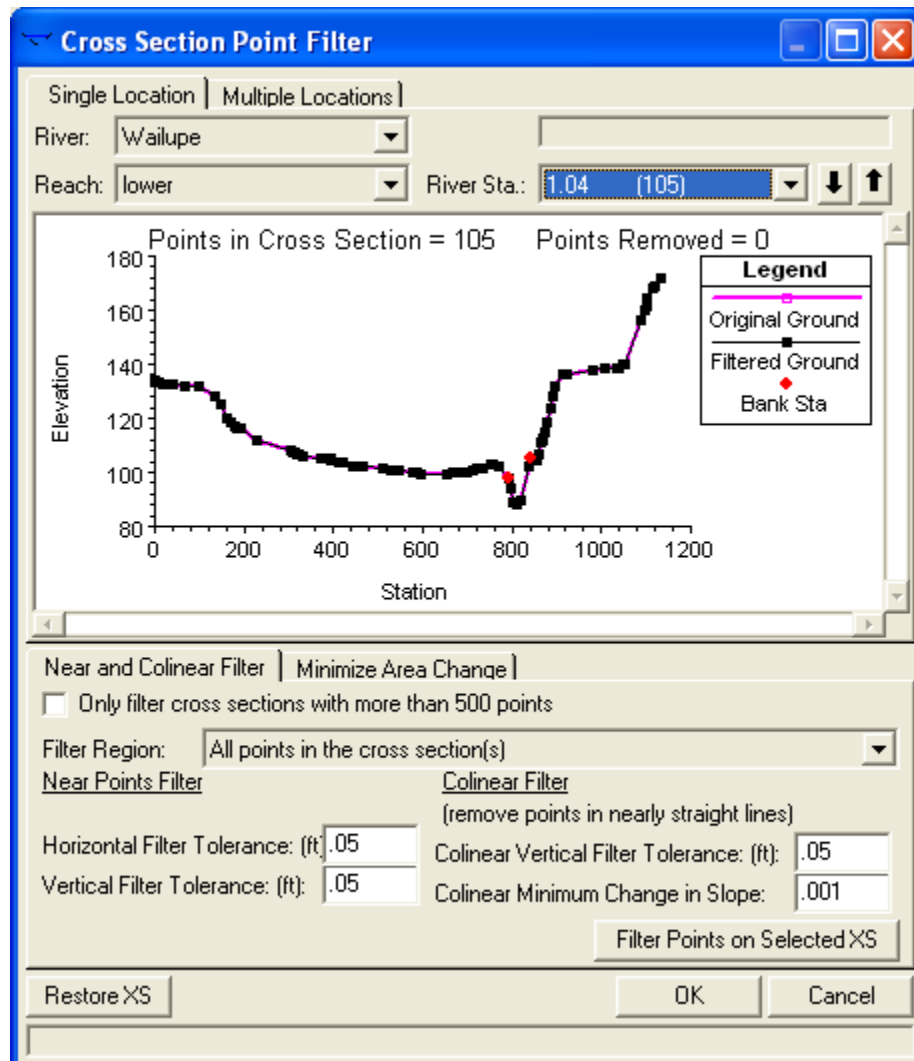 Cross Section Point Filter
Single Location Multiple Locations
River: Wailupe
Reach: lower River Sta.: 1.04 (105)
Points in Cross Section = 105 Points Removed = 0
180
160
140
120
100
80
Elevation
0 200 400 600 800 1000 1200
Station
Legend
Original Ground
Filtered Ground
Bank Sta
Near and Colinear Filter Minimize Area Change
Only filter cross sections with more than 500 points
Filter Region: All points in the cross section(s)
Near Points Filter Colinear Filter
(remove points in nearly straight lines)
Horizontal Filter Tolerance: (ft .05 Colinear Vertical Filter Tolerance: (ft): .05
Vertical Filter Tolerance: (ft): .05 Colinear Minimum Change in Slope: .001
Filter Points on Selected XS
Restore XS OK Cancel